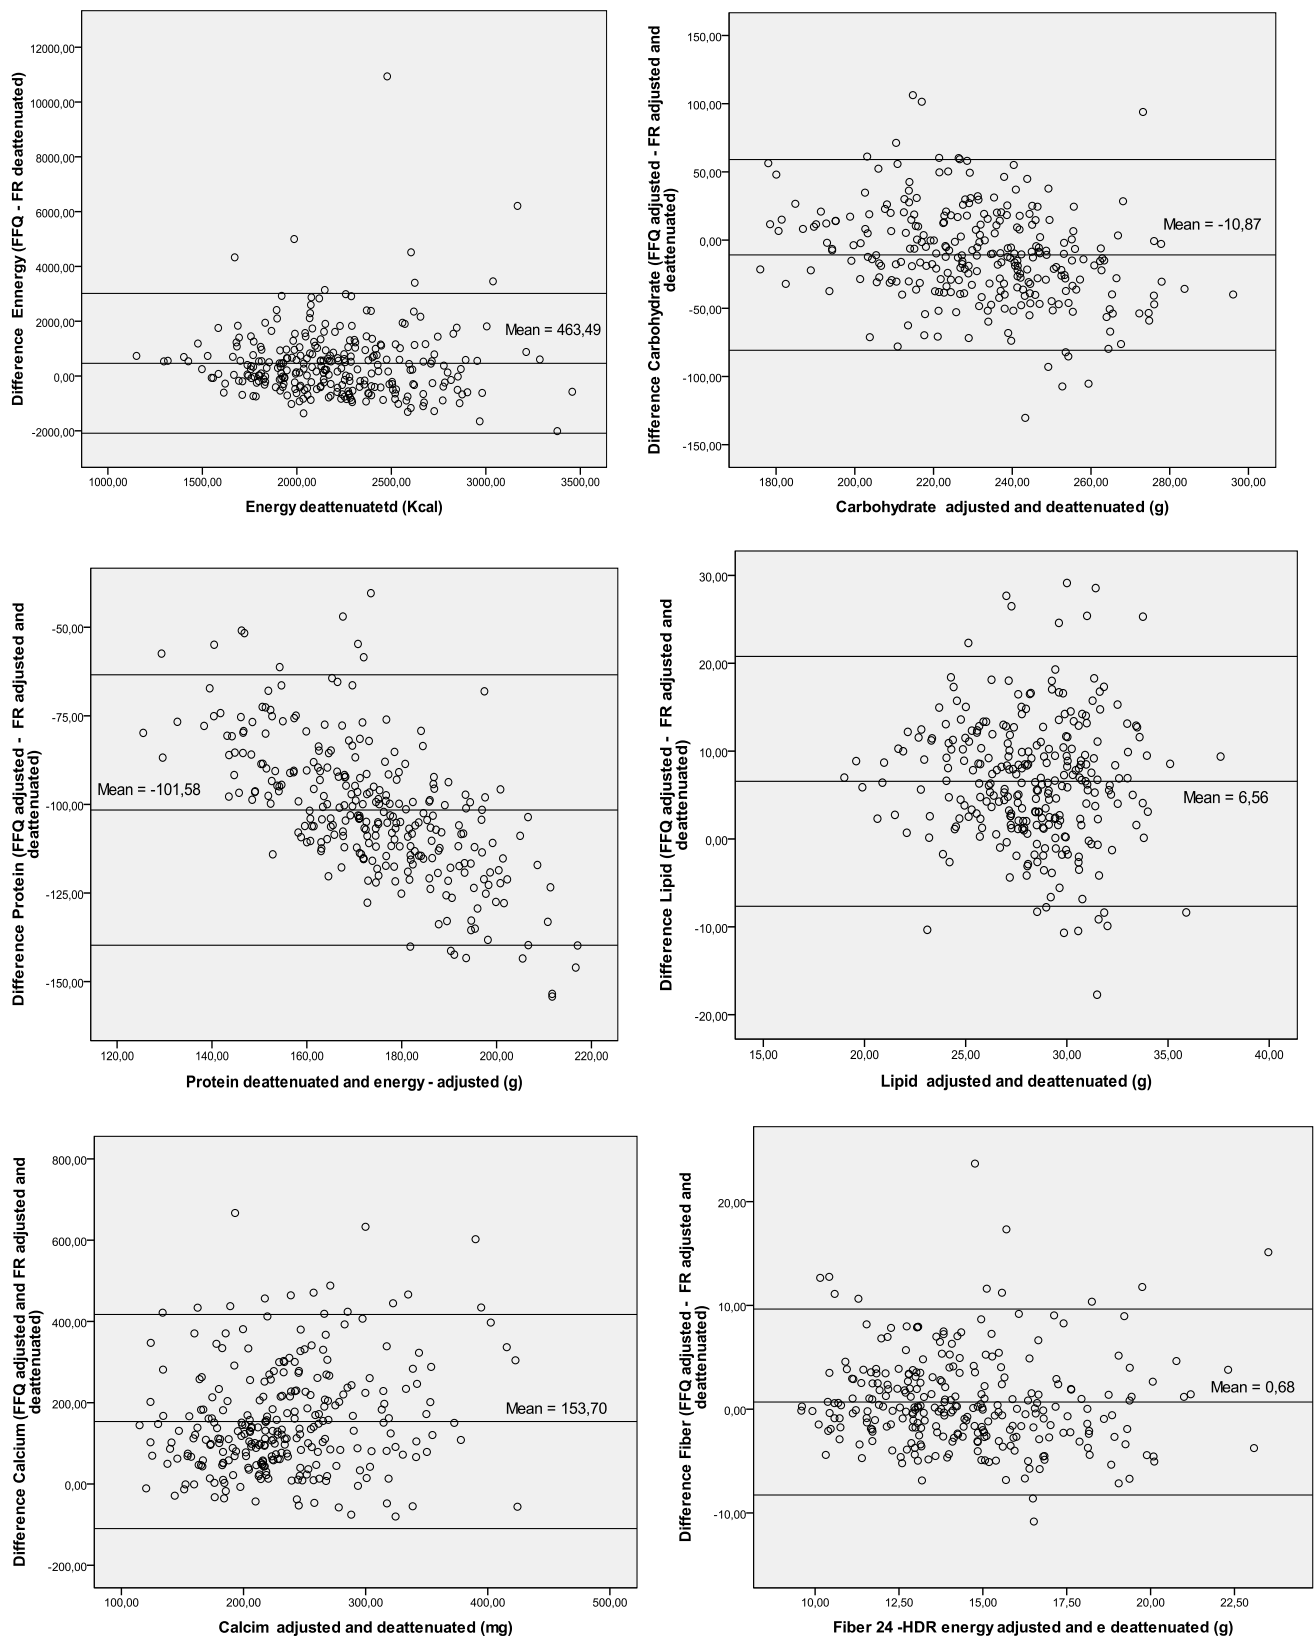 Difference Ennergy (FFQ - FR deattenuated)
12000,00
10000,00
8000,00
6000,00
4000,00
2000,00
0,00
-2000,00
Mean = 463,49
1000,00 1500,00 2000,00 2500,00 3000,00 3500,00
Energy deattenuatetd (Kcal)
Difference Carbohydrate (FFQ adjusted - FR adjusted and
deattenuated)
150,00
100,00
50,00
0,00
-50,00
-100,00
-150,00
Mean = -10,87
180,00 200,00 220,00 240,00 260,00 280,00 300,00
Carbohydrate adjusted and deattenuated (g)
Difference Protein (FFQ adjusted - FR adjusted and
deattenuated)
-50,00
-75,00
-100,00
-125,00
-150,00
Mean = -101,58
120,00 140,00 160,00 180,00 200,00 220,00
Protein deattenuated and energy - adjusted (g)
Difference Lipid (FFQ adjusted - FR adjusted and
deattenuated)
30,00
20,00
10,00
0,00
-10,00
-20,00
Mean = 6,56
15,00 20,00 25,00 30,00 35,00 40,00
Lipid adjusted and deattenuated (g)
Difference Calcium (FFQ adjusted and FR adjusted and
deattenuated)
800,00
600,00
400,00
200,00
0,00
-200,00
Mean = 153,70
100,00 200,00 300,00 400,00 500,00
Calcim adjusted and deattenuated (mg)
Difference Fiber (FFQ adjusted - FR adjusted and
deattenuated)
20,00
10,00
0,00
-10,00
Mean = 0,68
10,00 12,50 15,00 17,50 20,00 22,50
Fiber 24 -HDR energy adjusted and e deattenuated (g)